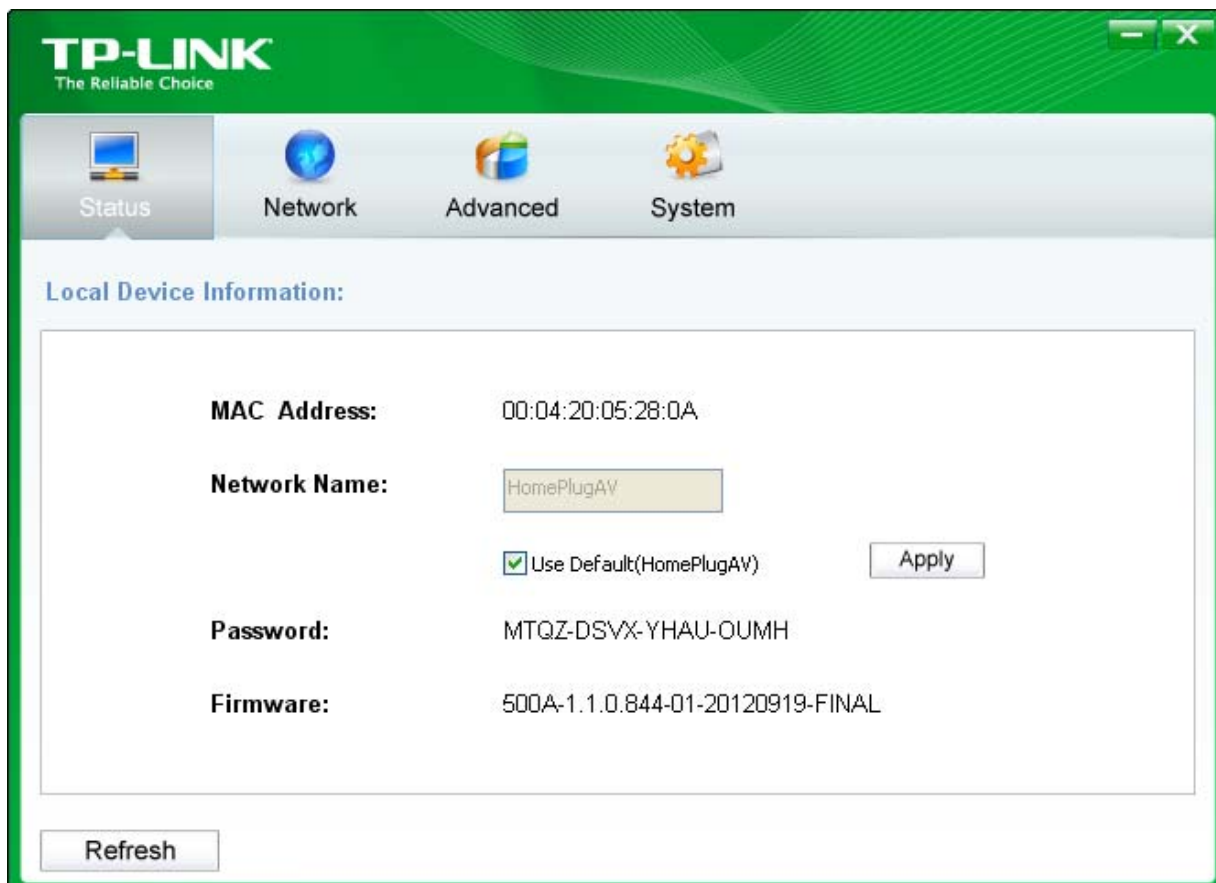 TP-LINK
The Reliable Choice
Status
Network
Advanced
System
Local Device Information:
MAC Address: 00:04:20:05:28:0A
Network Name: HomePlugAV
Use Default(HomePlugAV)
Apply
Password: MTQZ-DSVX-YHAU-OUMH
Firmware: 500A-1.1.0.844-01-20120919-FINAL
Refresh